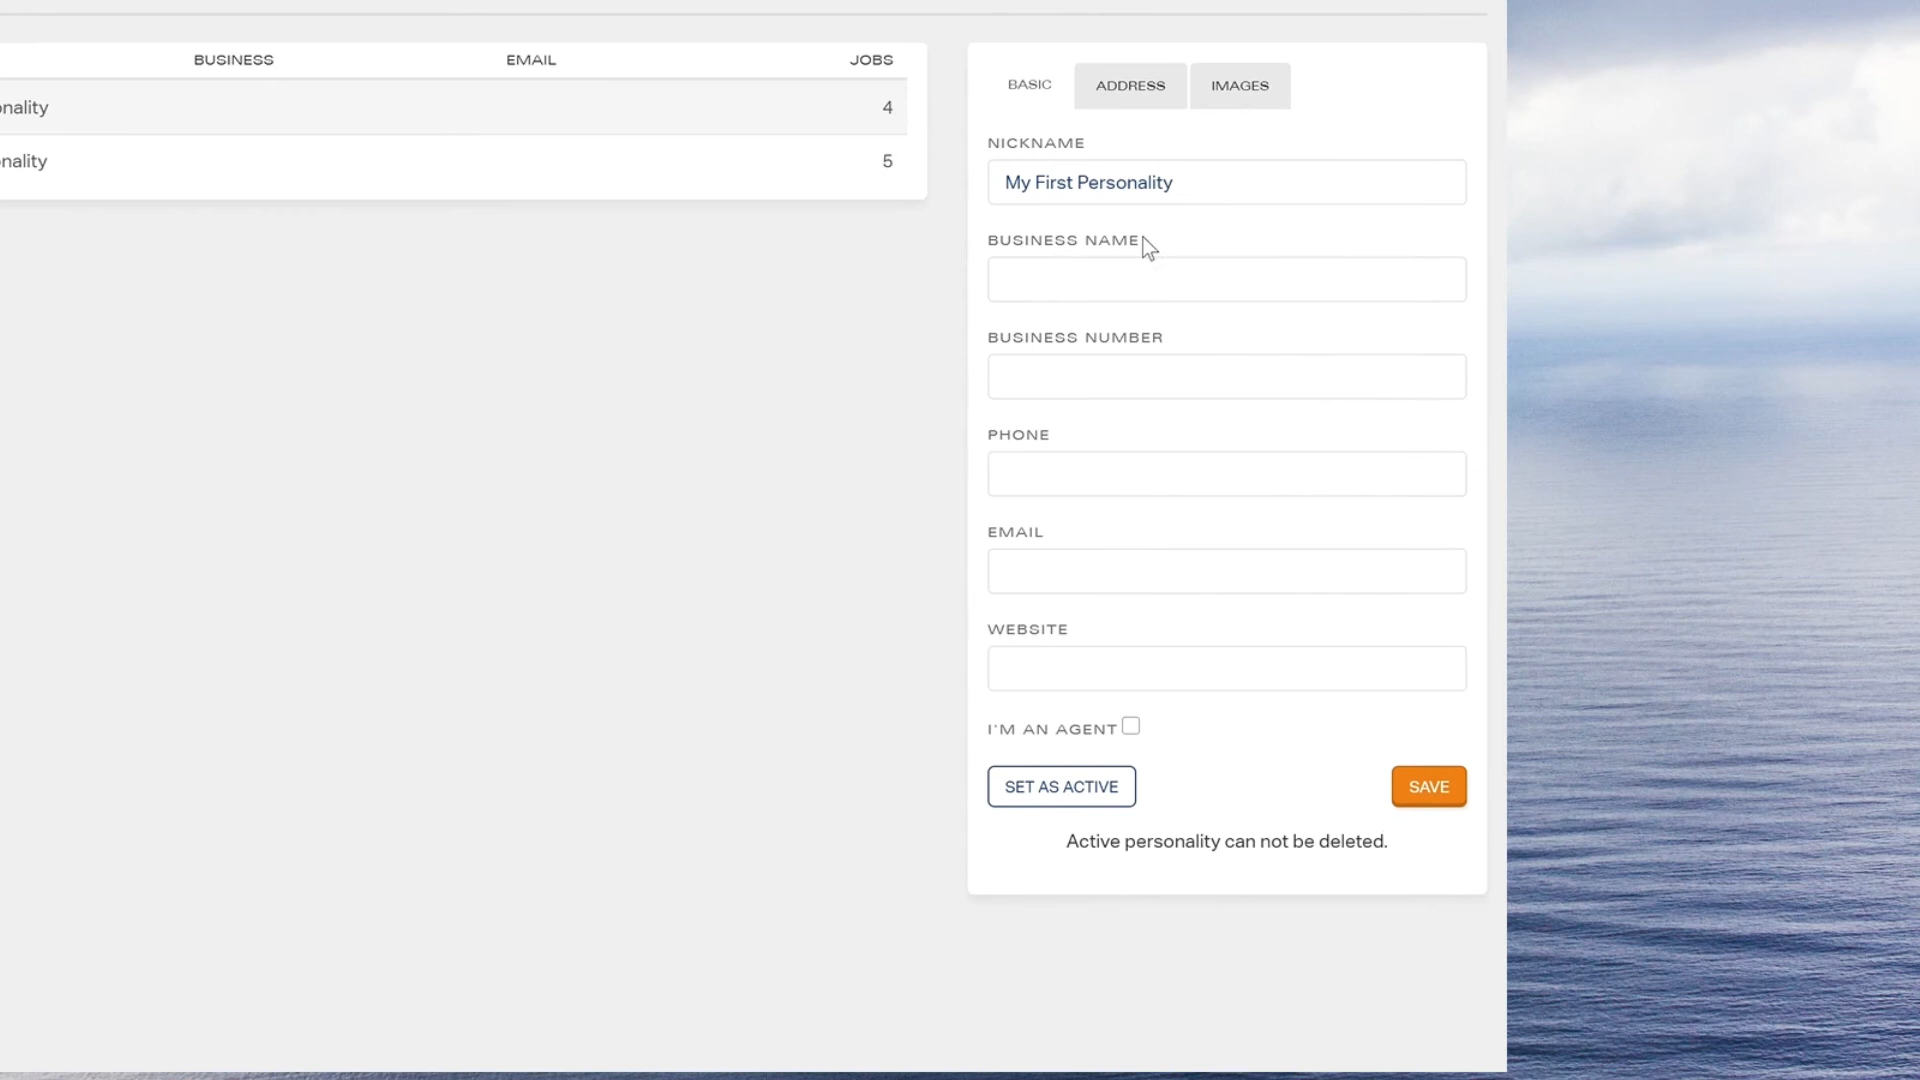 BUSINESS EMAIL JOBS
onality 4
nality 5
BASIC ADDRESS IMAGES
NICKNAME
My First Personality
BUSINESS NAME
BUSINESS NUMBER
PHONE
EMAIL
WEBSITE
I'M AN AGENT
SET AS ACTIVE SAVE
Active personality can not be deleted.